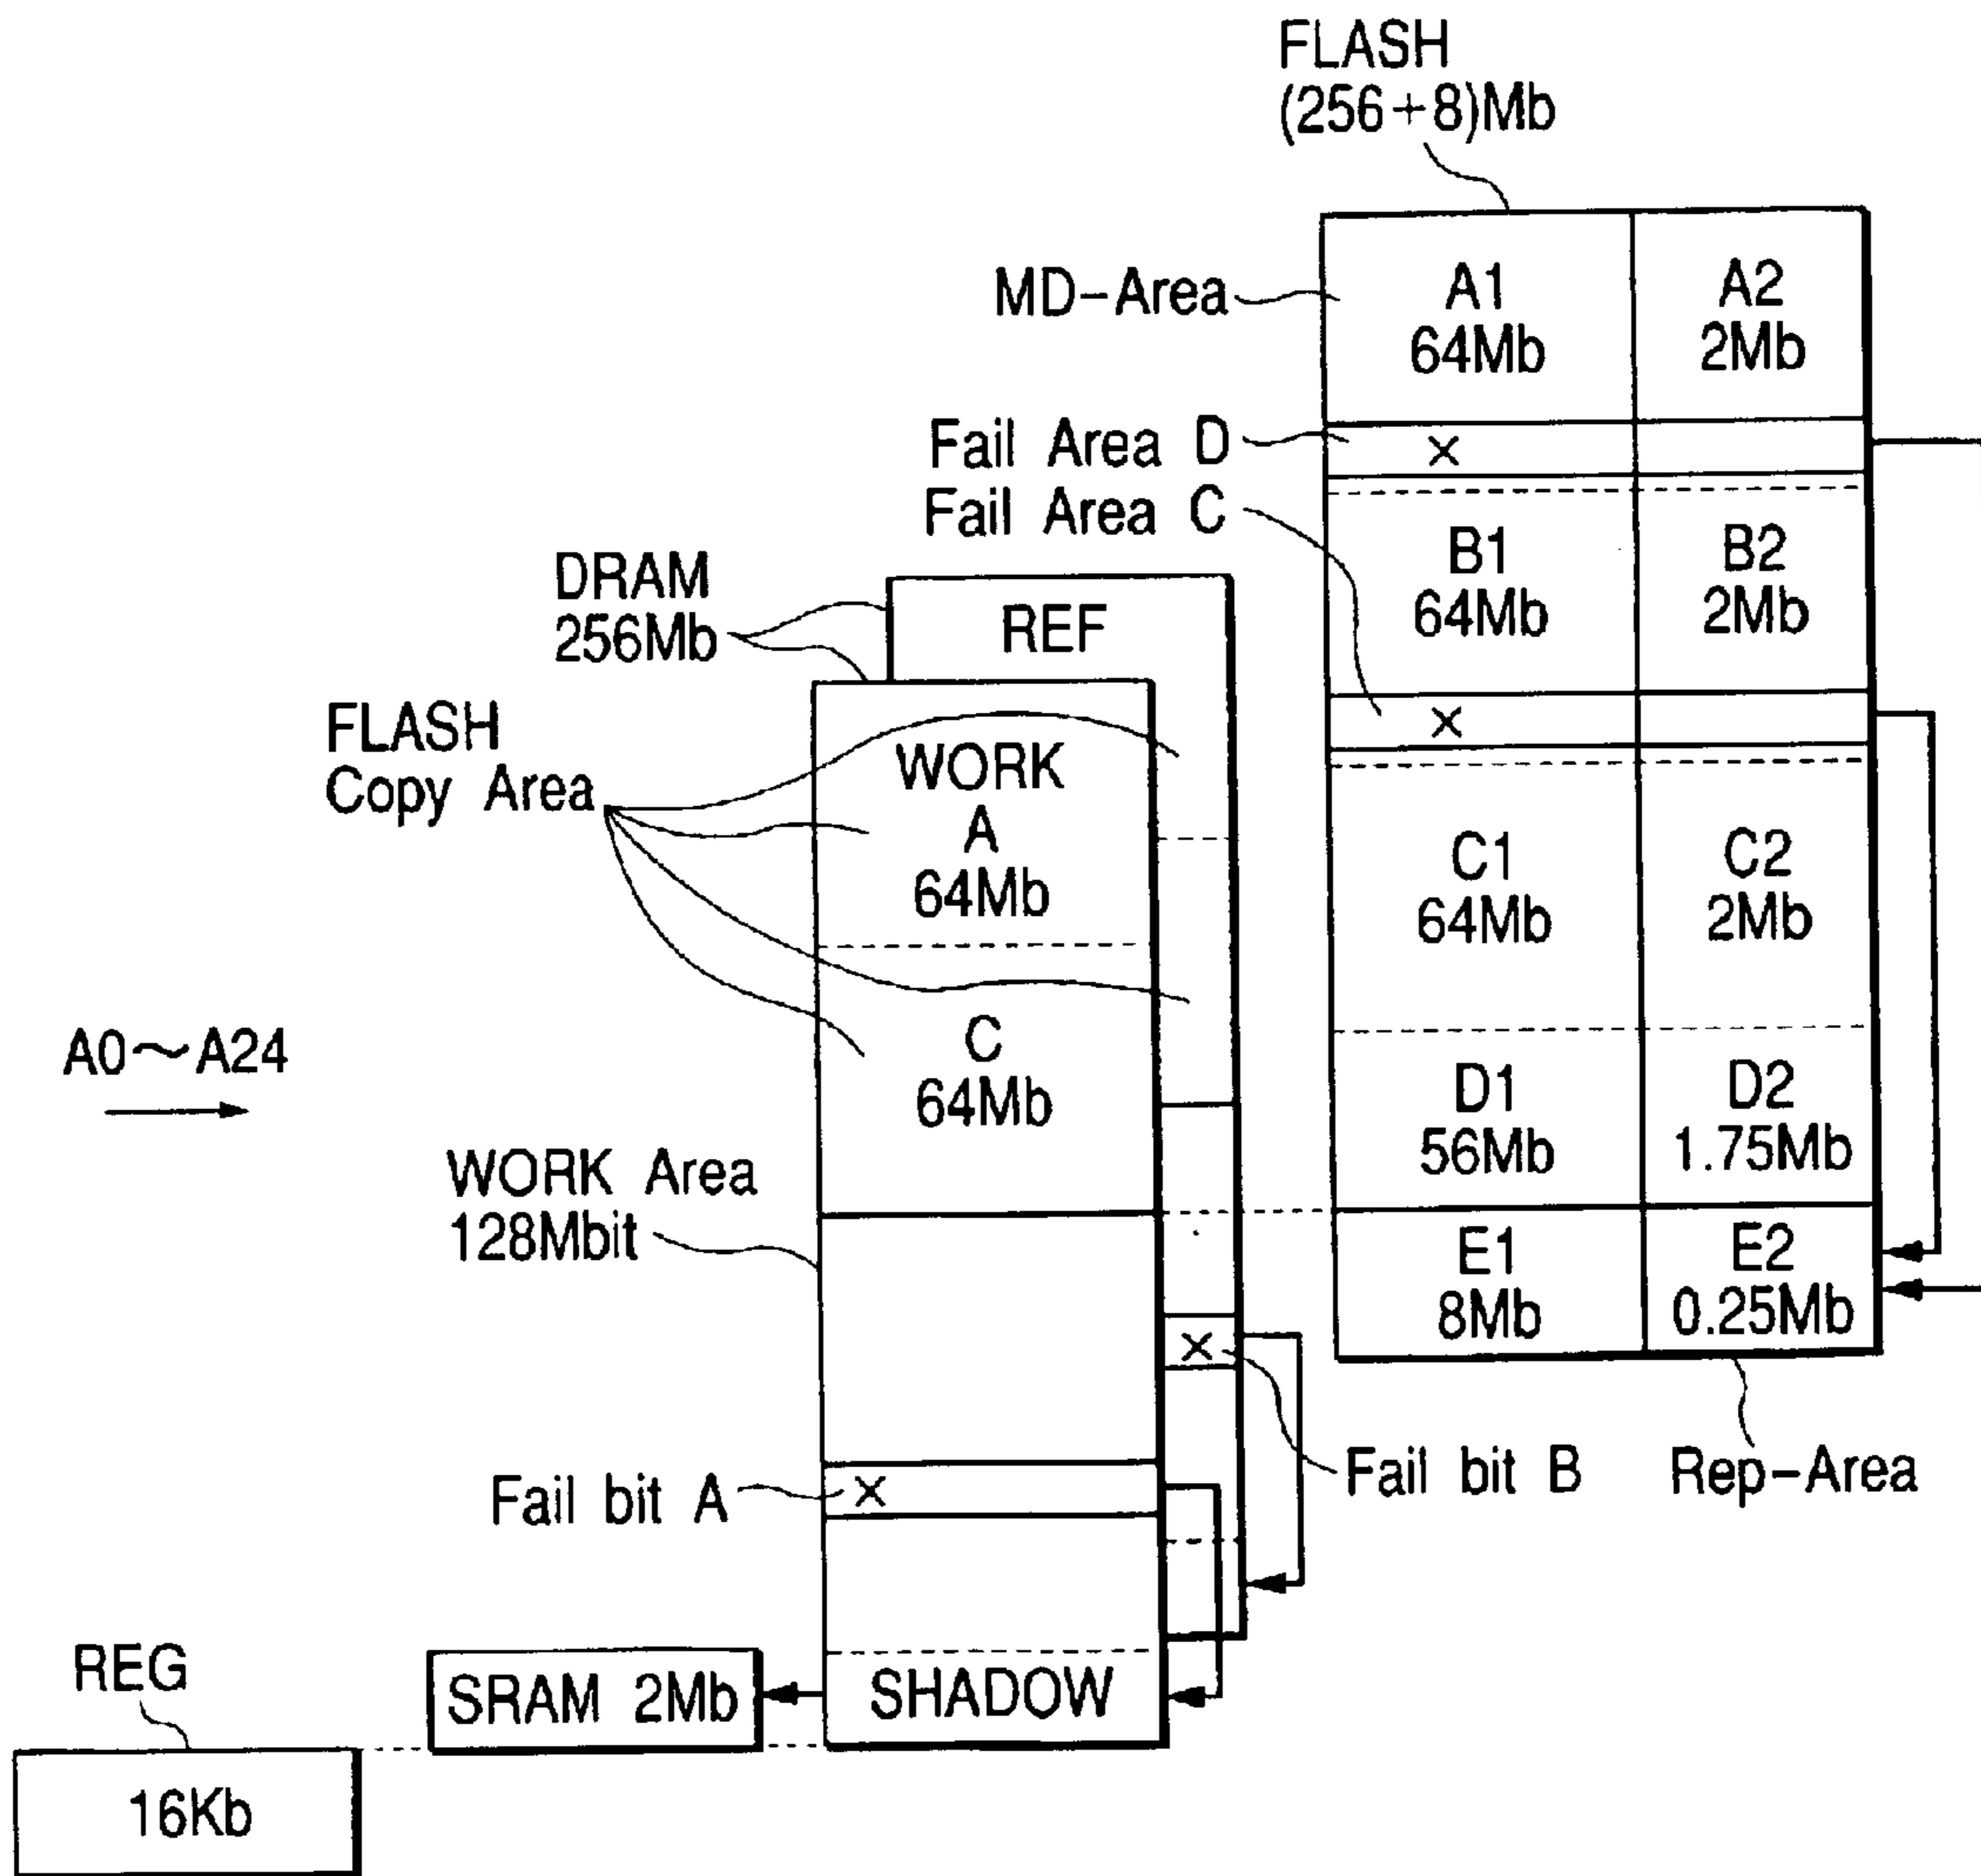 FLASH
(256+8)Mb
MD-Area
A1
64Mb
A2
2Mb
Fail Area D
×
Fail Area C
B1
64Mb
B2
2Mb
DRAM
256Mb
REF
×
FLASH
Copy Area
WORK
A
64Mb
C1
64Mb
C2
2Mb
A0～A24
C
64Mb
D1
56Mb
D2
1.75Mb
WORK Area
128Mbit
E1
8Mb
E2
0.25Mb
×
Fail bit A
×
Fail bit B
Rep-Area
REG
SRAM 2Mb
SHADOW
16Kb